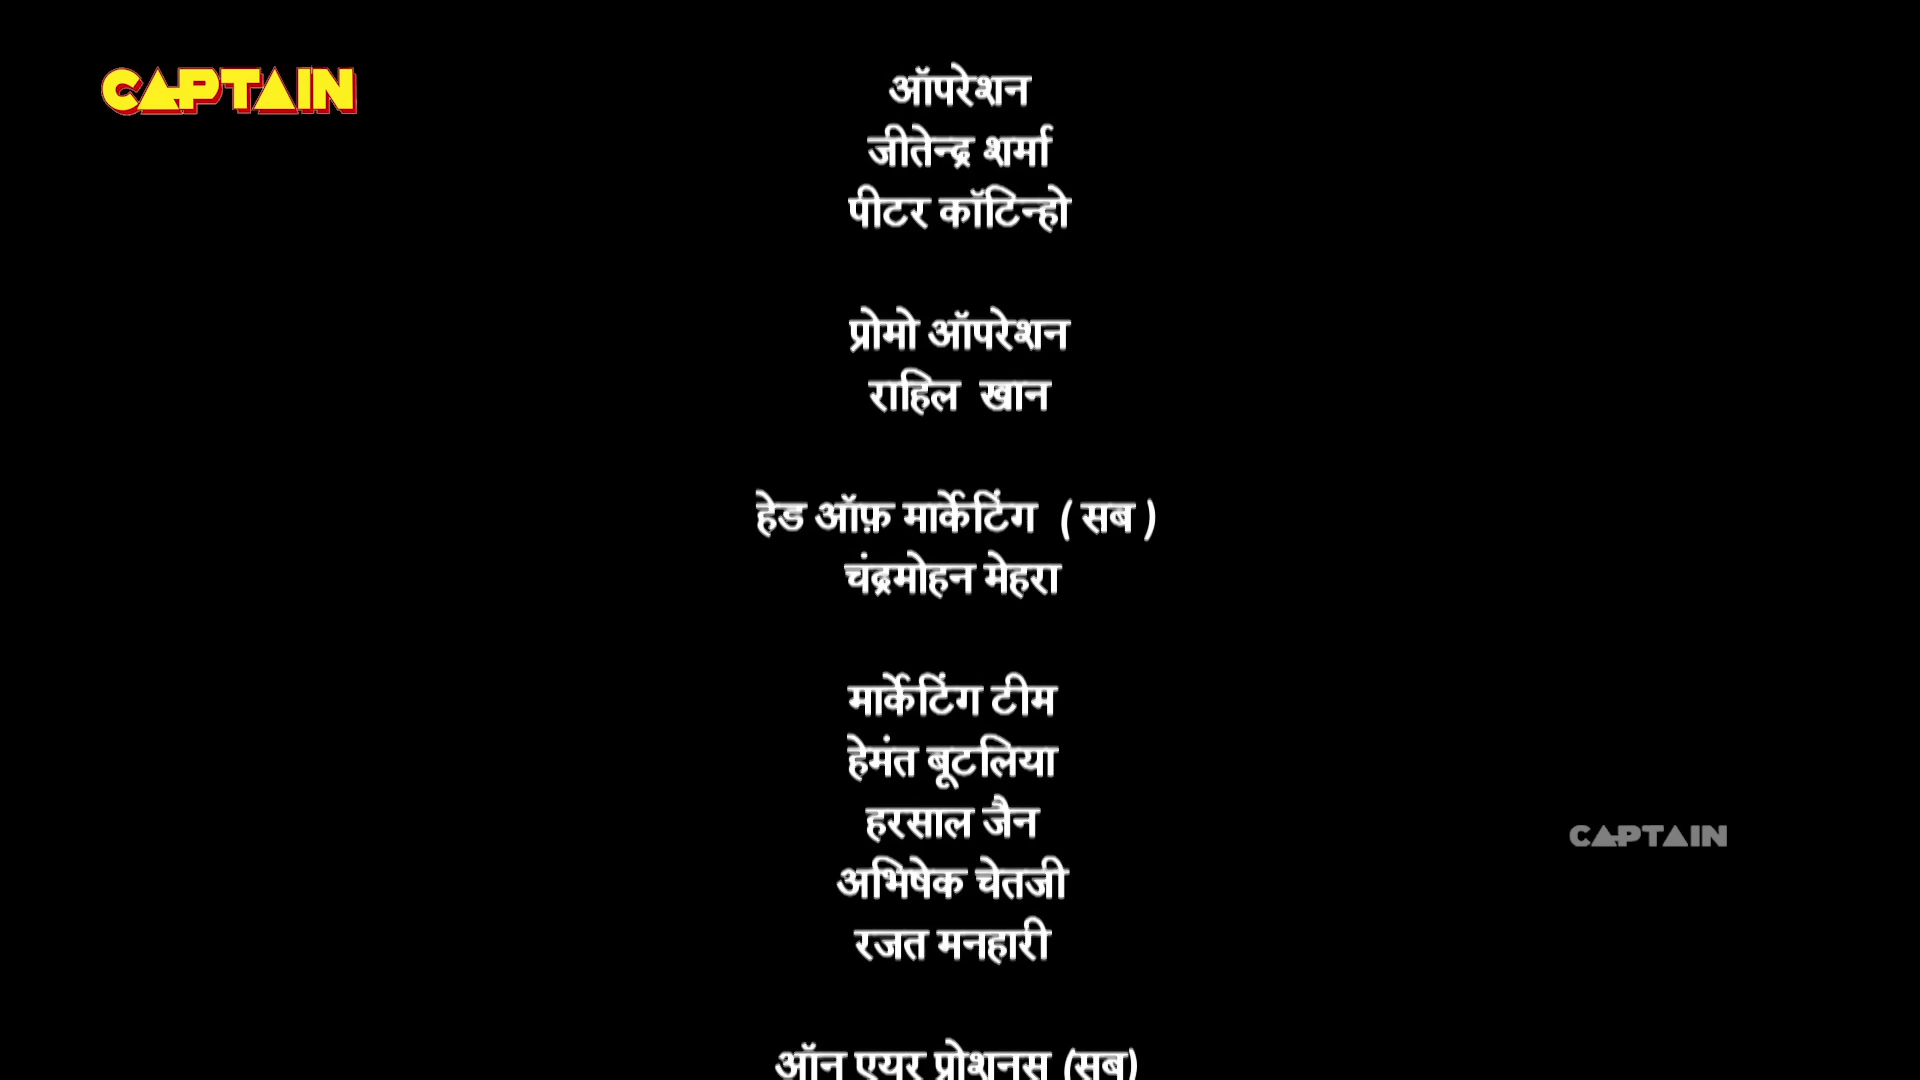 CAPTAIN
ऑपरेशन
जीतेन्द्र शर्मा
पीटर कॉटिन्हो
प्रोमो ऑपरेशन
राहिल खान
हेड ऑफ़ मार्केटिंग ( सब )
चंद्रमोहन मेहरा
मार्केटिंग टीम
हेमंत बूटलिया
हरसाल जैन
CAPTAIN
अभिषेक चेतजी
रजत मनहारी
ऑन एयर प्रोशनस (सब)